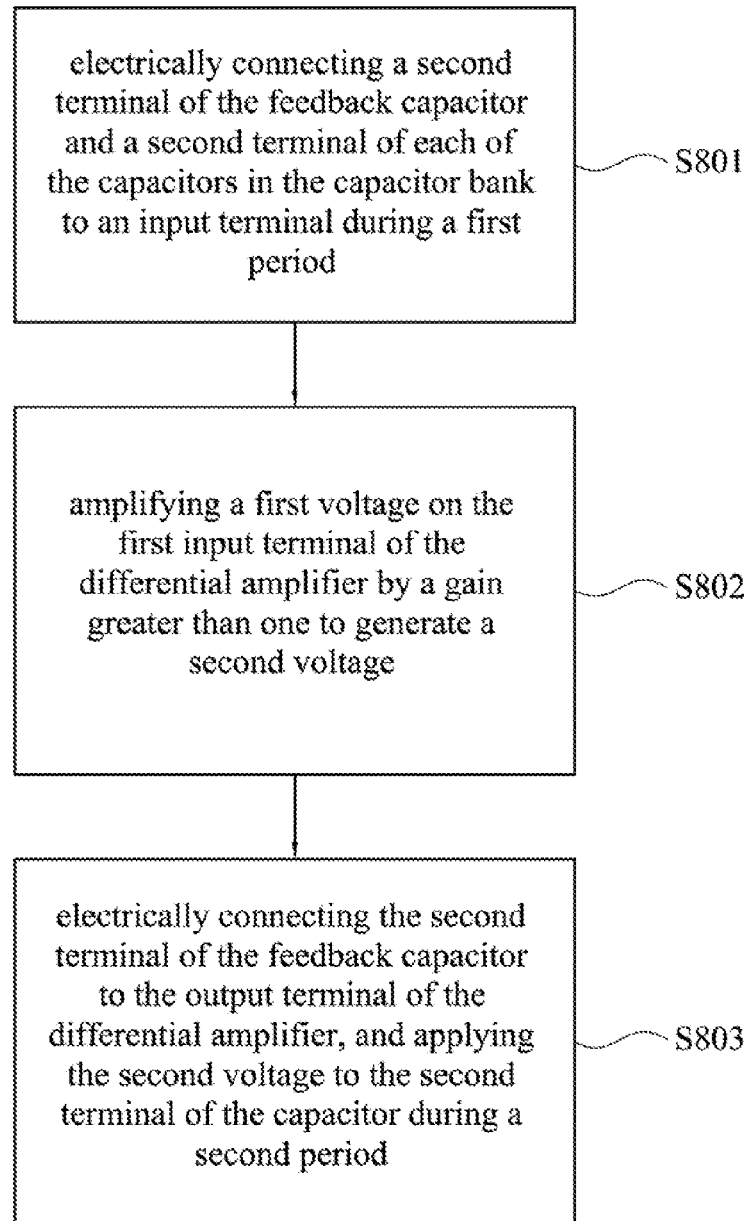 electrically connecting a second
terminal of the feedback capacitor
and a second terminal of each of
the capacitors in the capacitor bank
to an input terminal during a first
period
S801
amplifying a first voltage on the
first input terminal of the
differential amplifier by a gain
greater than one to generate a
second voltage
S802
electrically connecting the second
terminal of the feedback capacitor
to the output terminal of the
differential amplifier, and applying
the second voltage to the second
terminal of the capacitor during a
second period
S803